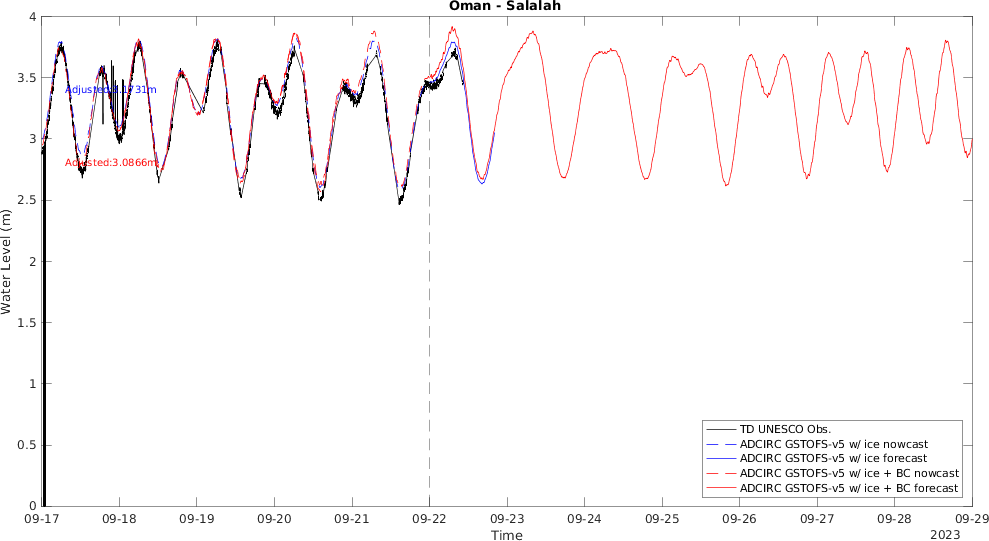 Oman - Salalah
4
3.5
3
2.5
2
1.5
1
0.5
0
Water Level (m)
Adjusted:3.1731m
Adjusted:3.0866m
TD UNESCO Obs.
ADCIRC GSTOFS-v5 w/ ice nowcast
ADCIRC GSTOFS-v5 w/ ice forecast
ADCIRC GSTOFS-v5 w/ ice + BC nowcast
ADCIRC GSTOFS-v5 w/ ice + BC forecast
09-17 09-18 09-19 09-20 09-21 09-22 09-23 09-24 09-25 09-26 09-27 09-28 09-29
Time
2023